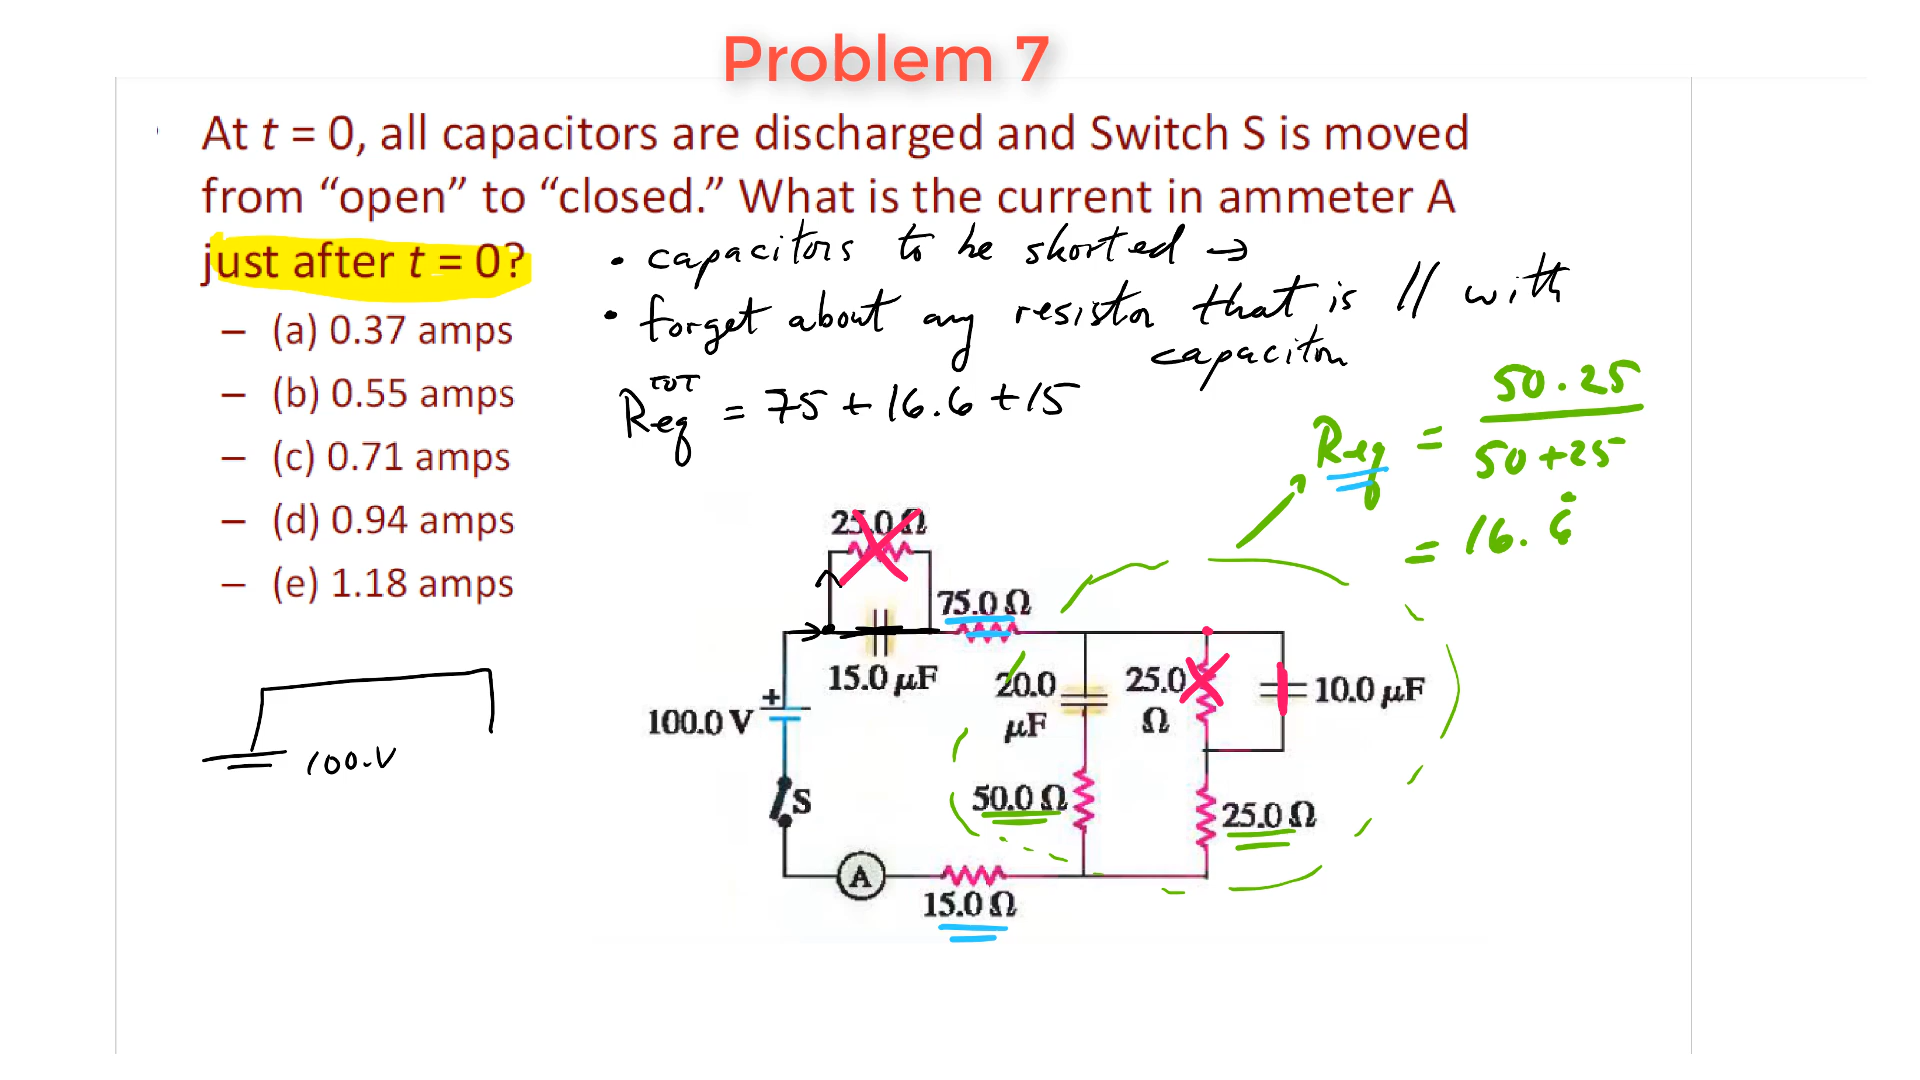 Problem 7
At t = 0, all capacitors are discharged and Switch S is moved
from “open” to “closed.” What is the current in ammeter A
just after t = 0?
• capacitors to be shorted →
• forget about any resistor that is // with
capacitor
– (a) 0.37 amps
– (b) 0.55 amps
– (c) 0.71 amps
– (d) 0.94 amps
– (e) 1.18 amps
Req TOT = 75 + 16.6 + 15
Req = 50 . 25 / 50 + 25
= 16.6̇
25.0 Ω
75.0 Ω
15.0 μF
20.0 μF
25.0 Ω
10.0 μF
+
100.0 V
S
50.0 Ω
25.0 Ω
A
15.0 Ω
100.V